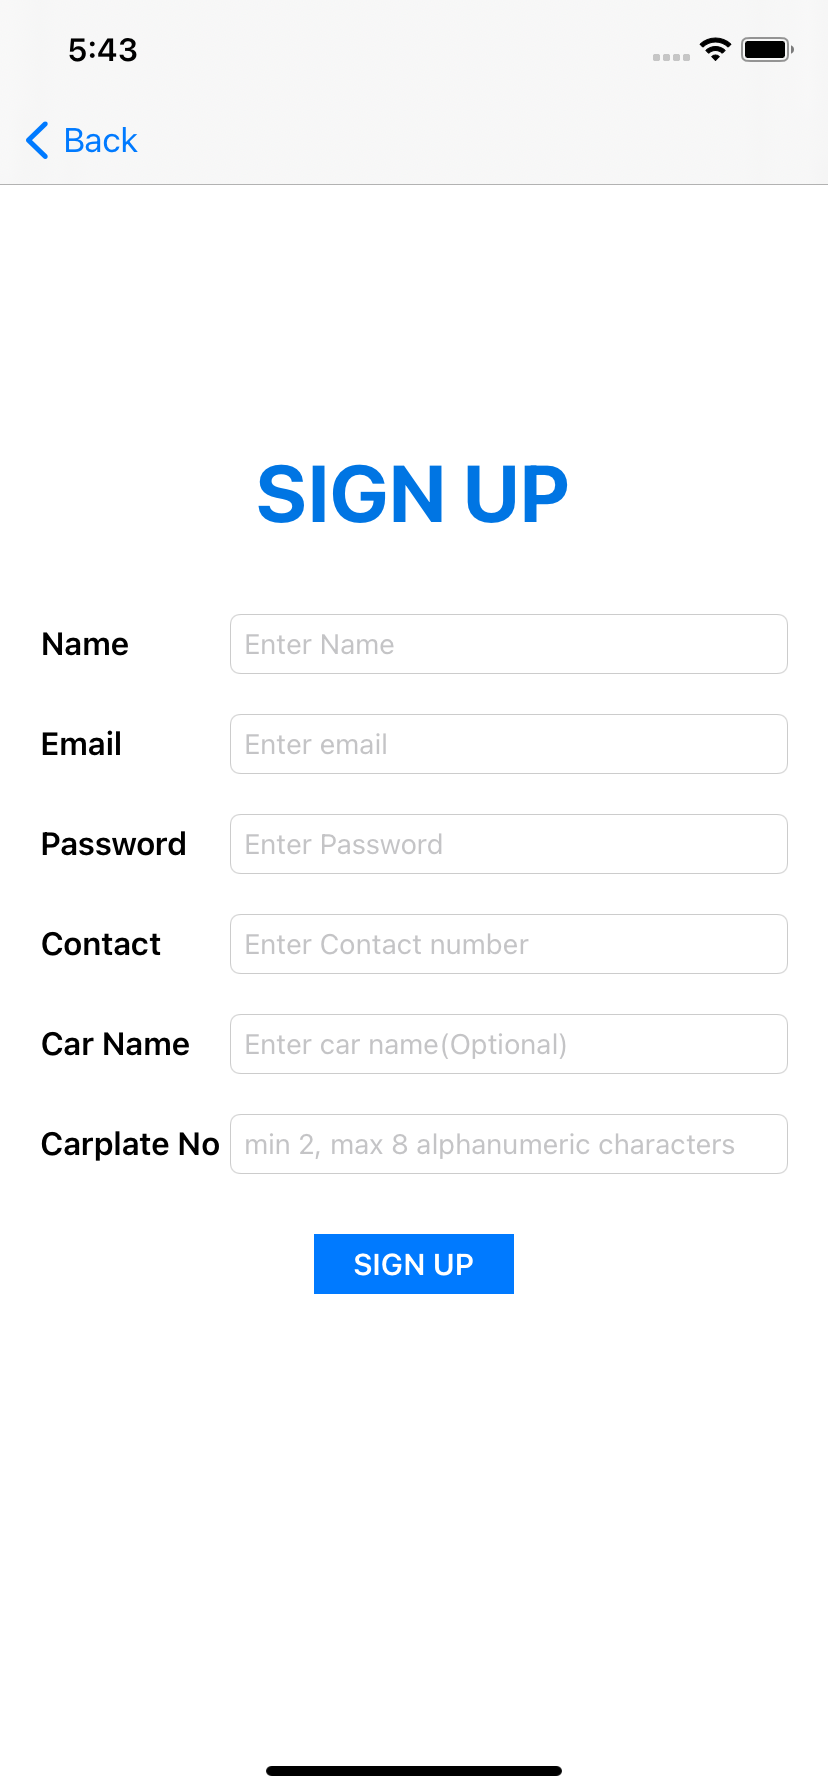 5:43
Back
SIGN UP
Name Enter Name
Email Enter email
Password Enter Password
Contact Enter Contact number
Car Name Enter car name(Optional)
Carplate No min 2, max 8 alphanumeric characters
SIGN UP